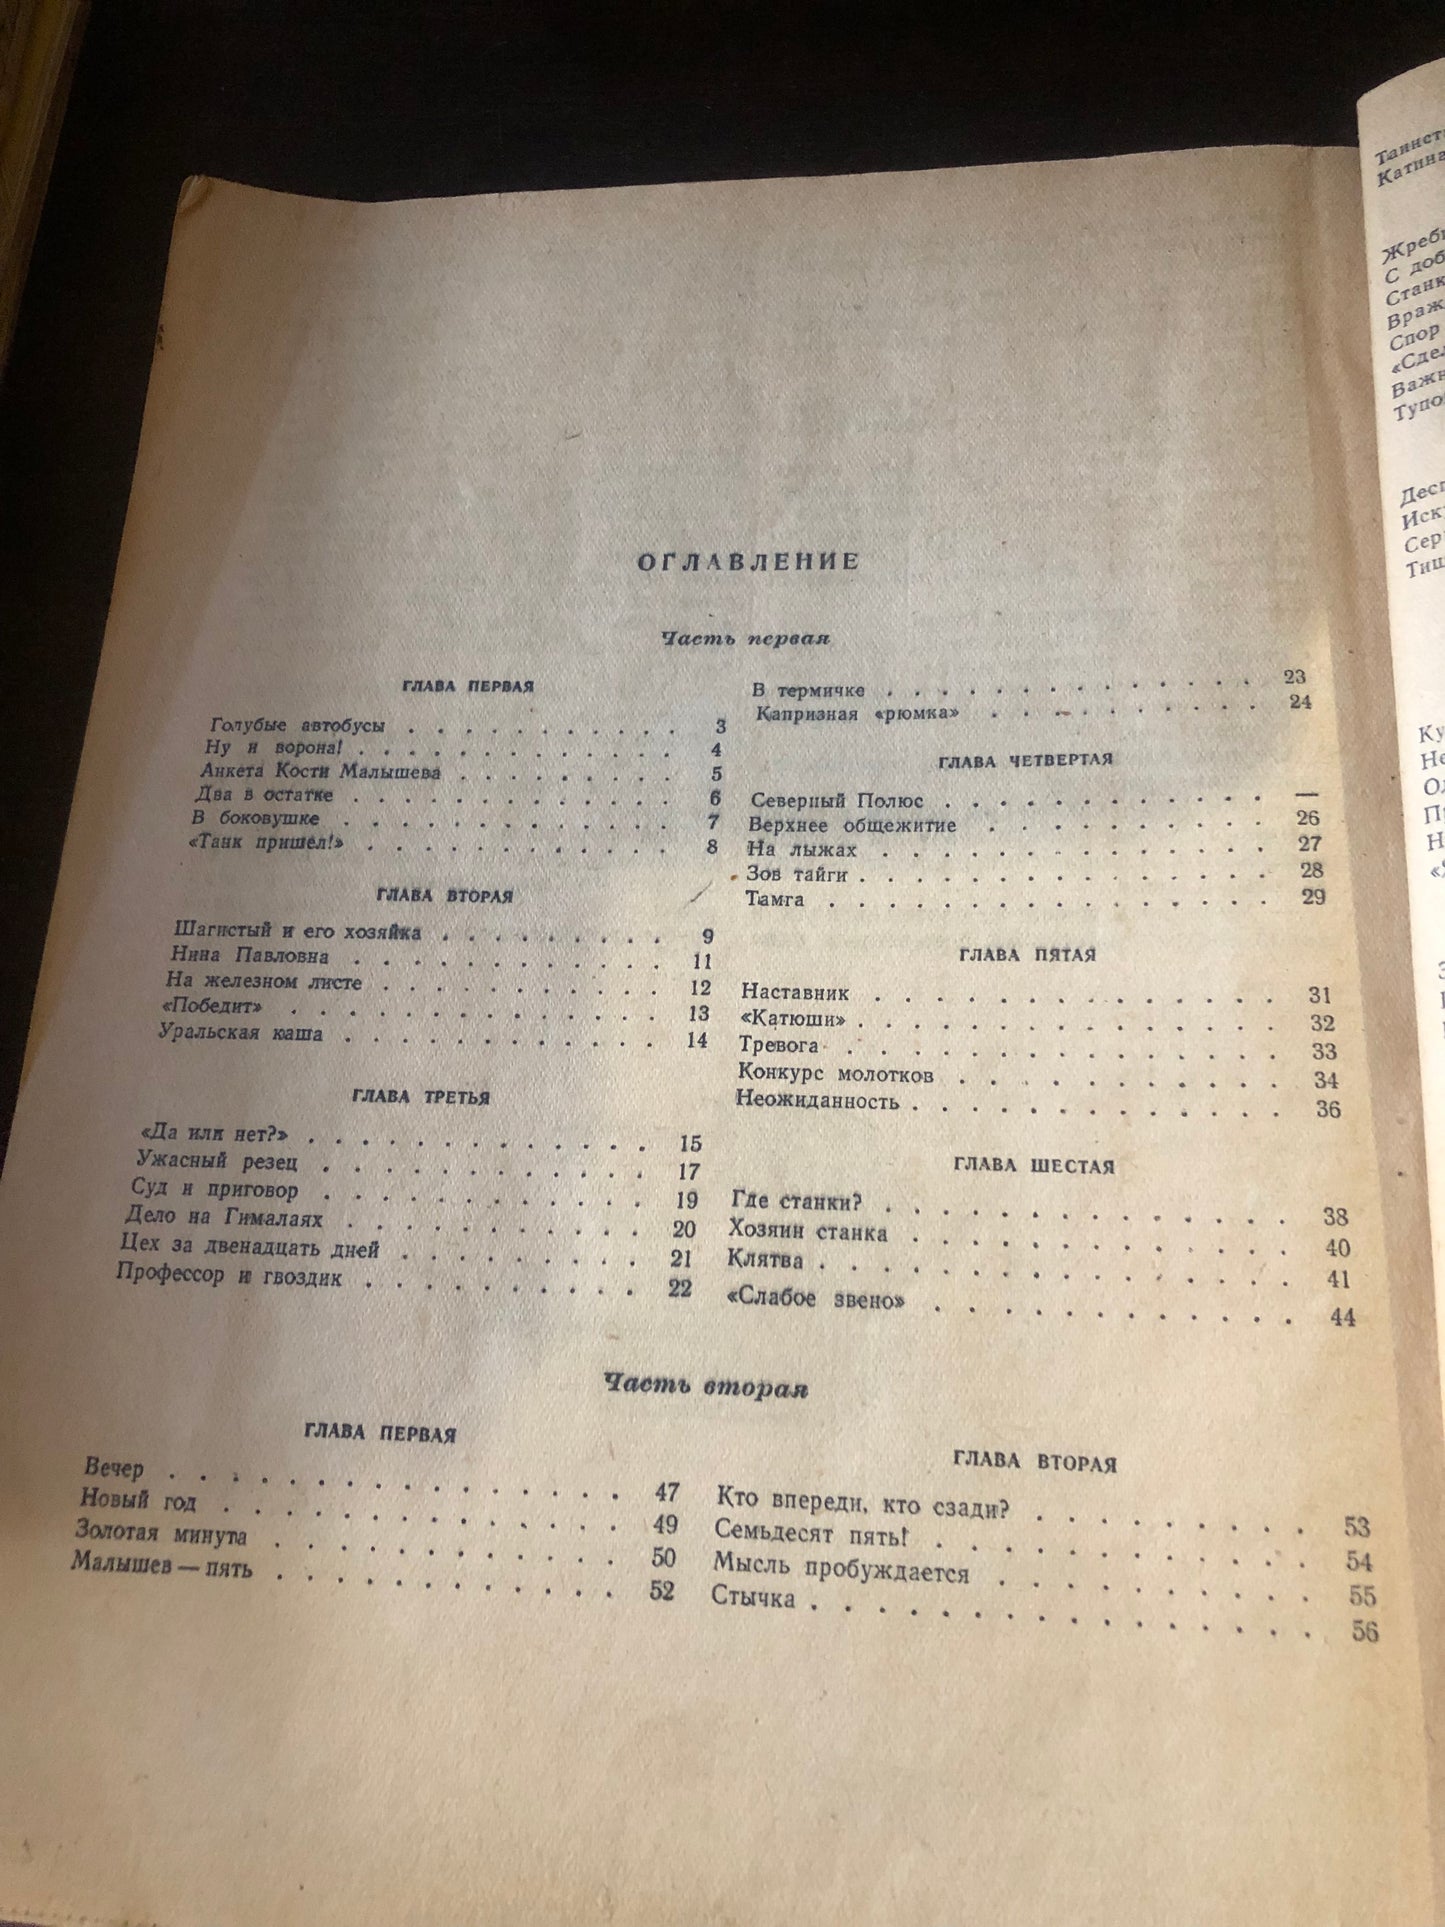 ОГЛАВЛЕНИЕ
Часть первая
ГЛАВА ПЕРВАЯ
Голубые автобусы . . . . . . . . . . . 3
Ну и ворона! . . . . . . . . . . . . . 4
Анкета Кости Малышева . . . . . . . . . 5
Два в остатке . . . . . . . . . . . . . 6
В боковушке . . . . . . . . . . . . . 7
«Танк пришел!» . . . . . . . . . . . . 8
ГЛАВА ВТОРАЯ
Шагистый и его хозяйка . . . . . . . . . 9
Нина Павловна . . . . . . . . . . . . 11
На железном листе . . . . . . . . . . . 12
«Победит» . . . . . . . . . . . . . . 13
Уральская каша . . . . . . . . . . . . 14
ГЛАВА ТРЕТЬЯ
«Да или нет?» . . . . . . . . . . . . . 15
Ужасный резец . . . . . . . . . . . . 17
Суд и приговор . . . . . . . . . . . . 19
Дело на Гималаях . . . . . . . . . . . 20
Цех за двенадцать дней . . . . . . . . . 21
Профессор и гвоздик . . . . . . . . . . 22
В термичке . . . . . . . . . . . . . . 23
Капризная «рюмка» . . . . . . . . . . 24
ГЛАВА ЧЕТВЕРТАЯ
Северный Полюс . . . . . . . . . . . . —
Верхнее общежитие . . . . . . . . . . 26
На лыжах . . . . . . . . . . . . . . 27
Зов тайги . . . . . . . . . . . . . . 28
Тамга . . . . . . . . . . . . . . . . 29
ГЛАВА ПЯТАЯ
Наставник . . . . . . . . . . . . . . 31
«Катюши» . . . . . . . . . . . . . . . 32
Тревога . . . . . . . . . . . . . . . 33
Конкурс молотков . . . . . . . . . . . 34
Неожиданность . . . . . . . . . . . . . 36
ГЛАВА ШЕСТАЯ
Где станки? . . . . . . . . . . . . . 38
Хозяин станка . . . . . . . . . . . . 40
Клятва . . . . . . . . . . . . . . . 41
«Слабое звено» . . . . . . . . . . . . 44
Часть вторая
ГЛАВА ПЕРВАЯ
Вечер . . . . . . . . . . . . . . . 47
Новый год . . . . . . . . . . . . . . 49
Золотая минута . . . . . . . . . . . . 50
Малышев — пять . . . . . . . . . . . . 52
ГЛАВА ВТОРАЯ
Кто впереди, кто сзади? . . . . . . . . . 53
Семьдесят пять! . . . . . . . . . . . . 54
Мысль пробуждается . . . . . . . . . . 55
Стычка . . . . . . . . . . . . . . . 56
С
Спор